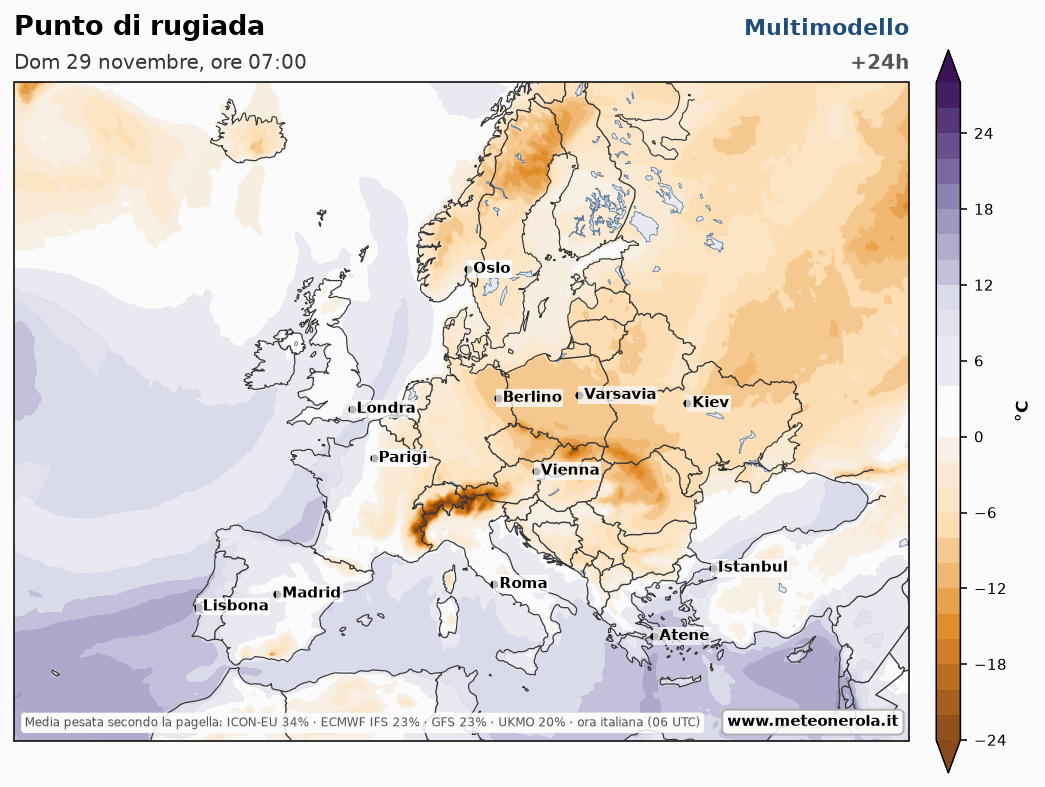 Punto di rugiada
Multimodello
Dom 29 novembre, ore 07:00
+24h
24
18
12
6
0
−6
−12
−18
−24
°C
Oslo
Berlino
Varsavia
Kiev
Londra
Parigi
Vienna
Istanbul
Roma
Madrid
Lisbona
Atene
Media pesata secondo la pagella: ICON-EU 34% · ECMWF IFS 23% · GFS 23% · UKMO 20% · ora italiana (06 UTC)
www.meteonerola.it